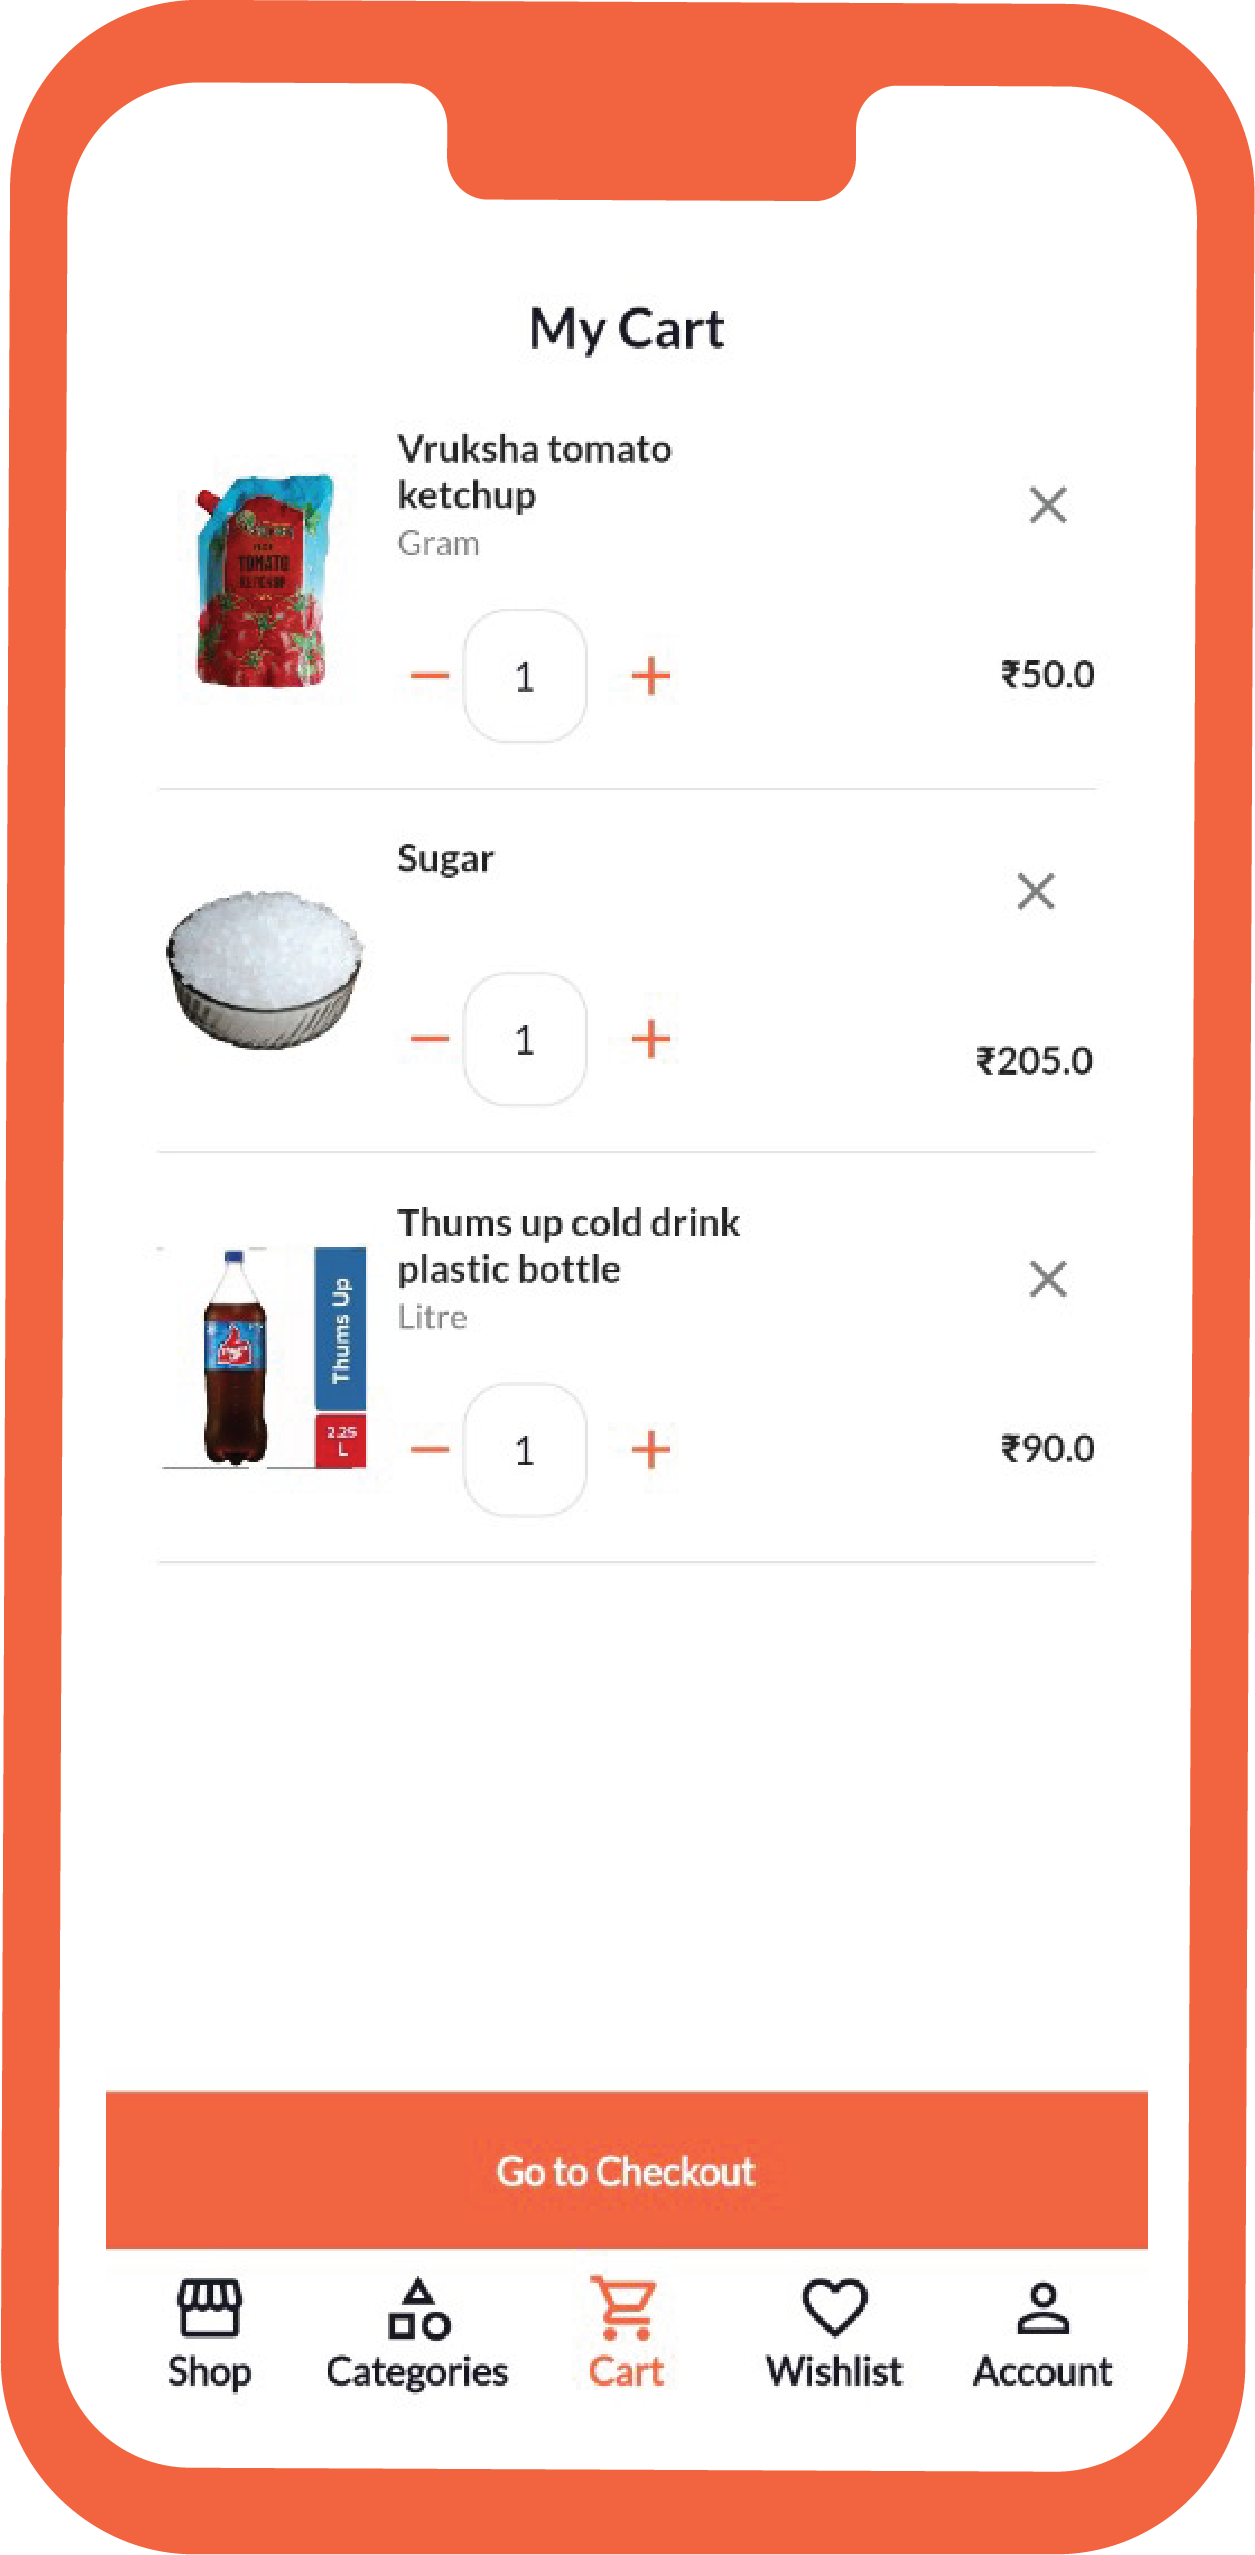 My Cart
Vruksha tomato
ketchup
Gram
TOMATO
KETCHUP
1
₹50.0
Sugar
1
₹205.0
Thums up cold drink
plastic bottle
Litre
Thums Up
2.25
L
1
₹90.0
Go to Checkout
Shop
Categories
Cart
Wishlist
Account